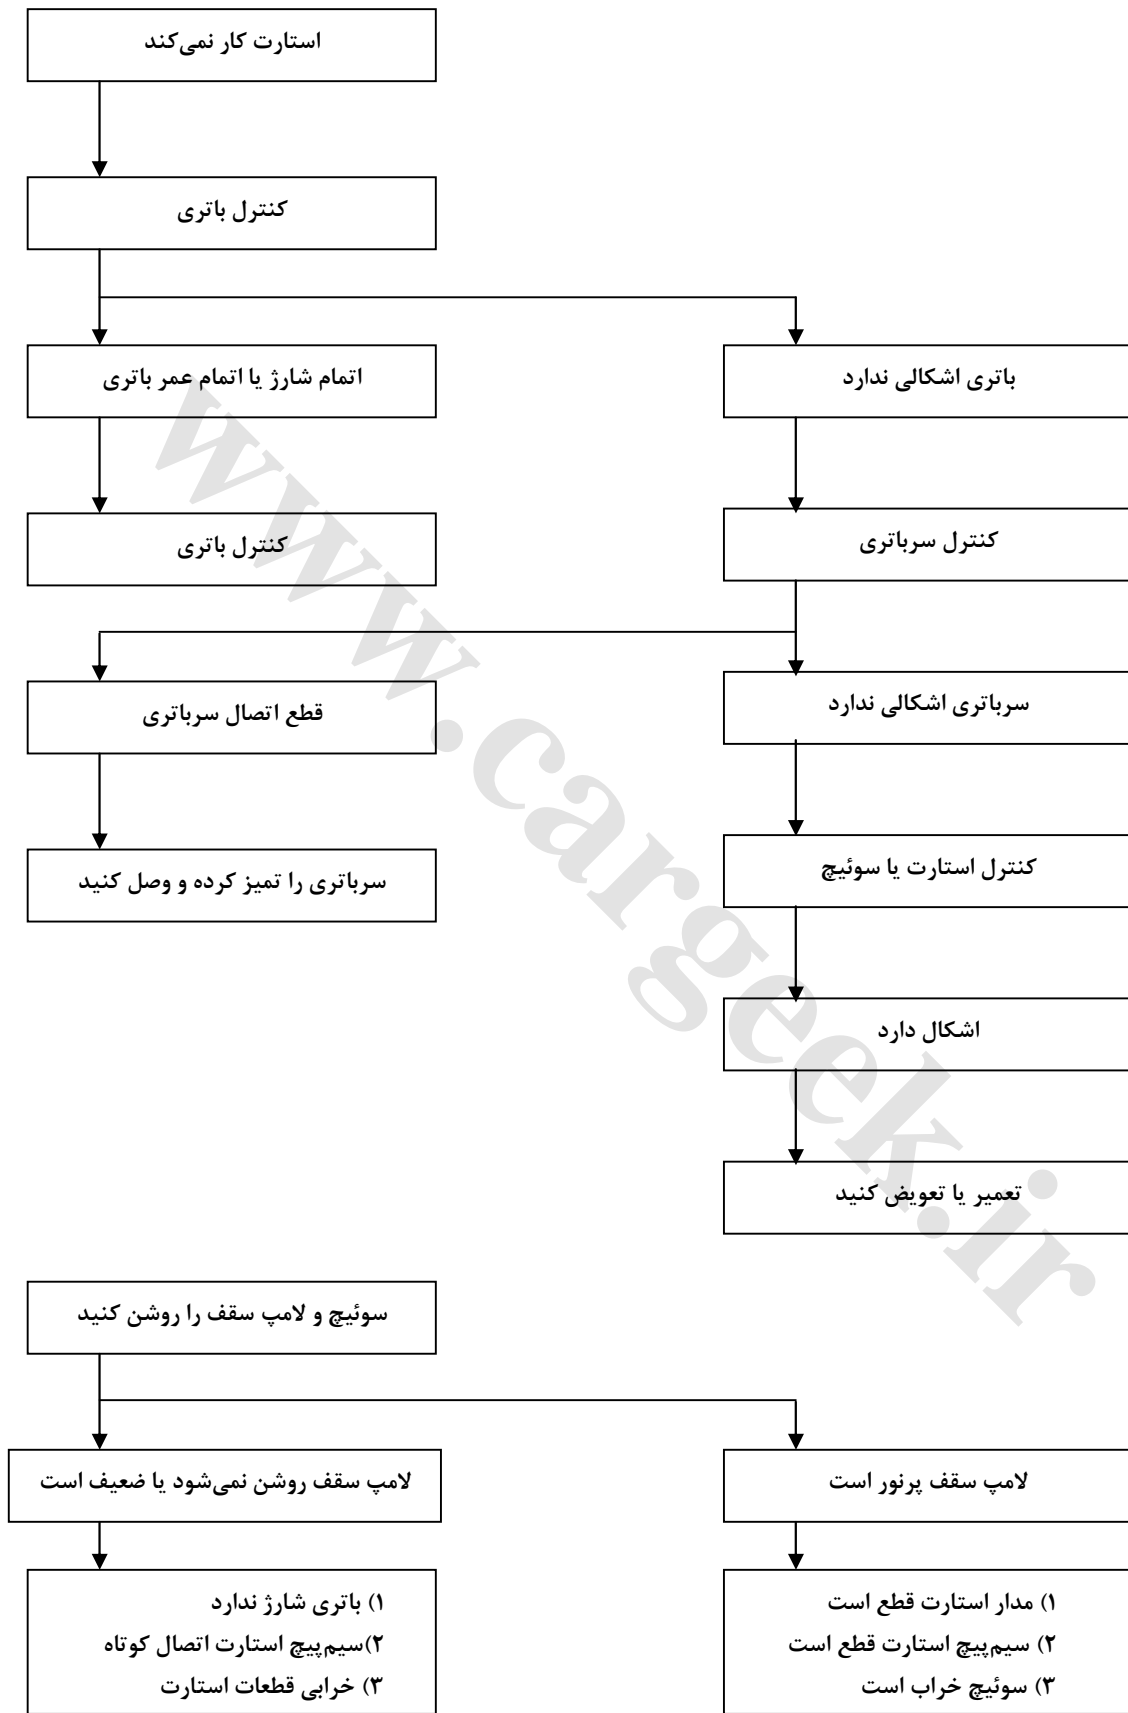 استارت کار نمی‌کند
کنترل باتری
باتری اشکالی ندارد
اتمام شارژ یا اتمام عمر باتری
کنترل سرباتری
کنترل باتری
سرباتری اشکالی ندارد
قطع اتصال سرباتری
کنترل استارت یا سوئیچ
سرباتری را تمیز کرده و وصل کنید
اشکال دارد
تعمیر یا تعویض کنید
سوئیچ و لامپ سقف را روشن کنید
لامپ سقف پرنور است
لامپ سقف روشن نمی‌شود یا ضعیف است
۱) مدار استارت قطع است
۲) سیم‌پیچ استارت قطع است
۳) سوئیچ خراب است
۱) باتری شارژ ندارد
۲)سیم‌پیچ استارت اتصال کوتاه
۳) خرابی قطعات استارت
www.cargeek.ir